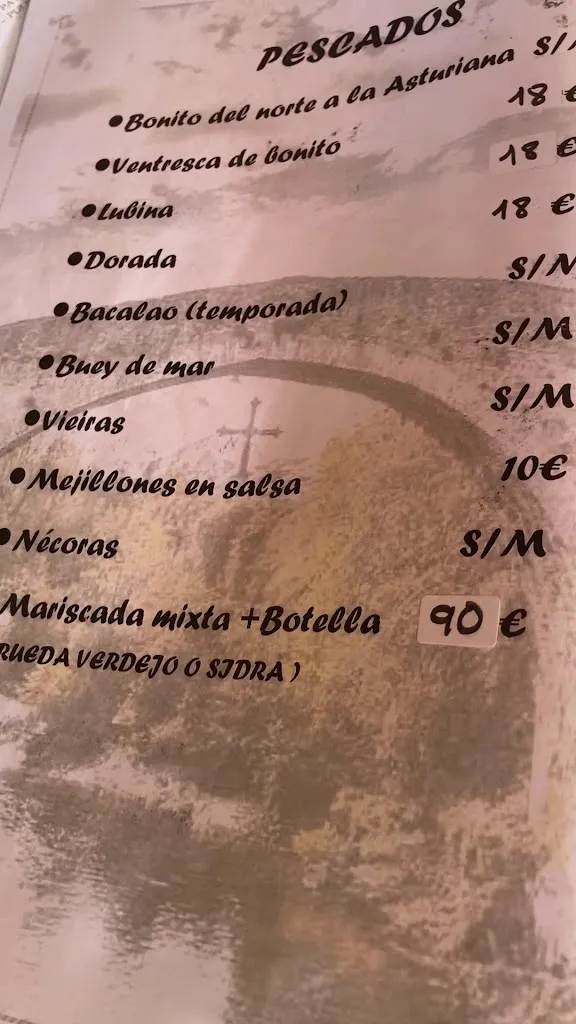 PESCADOS
•Bonito del norte a la Asturiana S/
•Ventresca de bonito 18 €
•Lubina 18 €
•Dorada 18 €
•Bacalao (temporada) S/M
•Buey de mar S/M
•Vieiras S/M
•Mejillones en salsa 10€
•Nécoras S/M
Mariscada mixta +Botella 90 €
RUEDA VERDEJO O SIDRA )